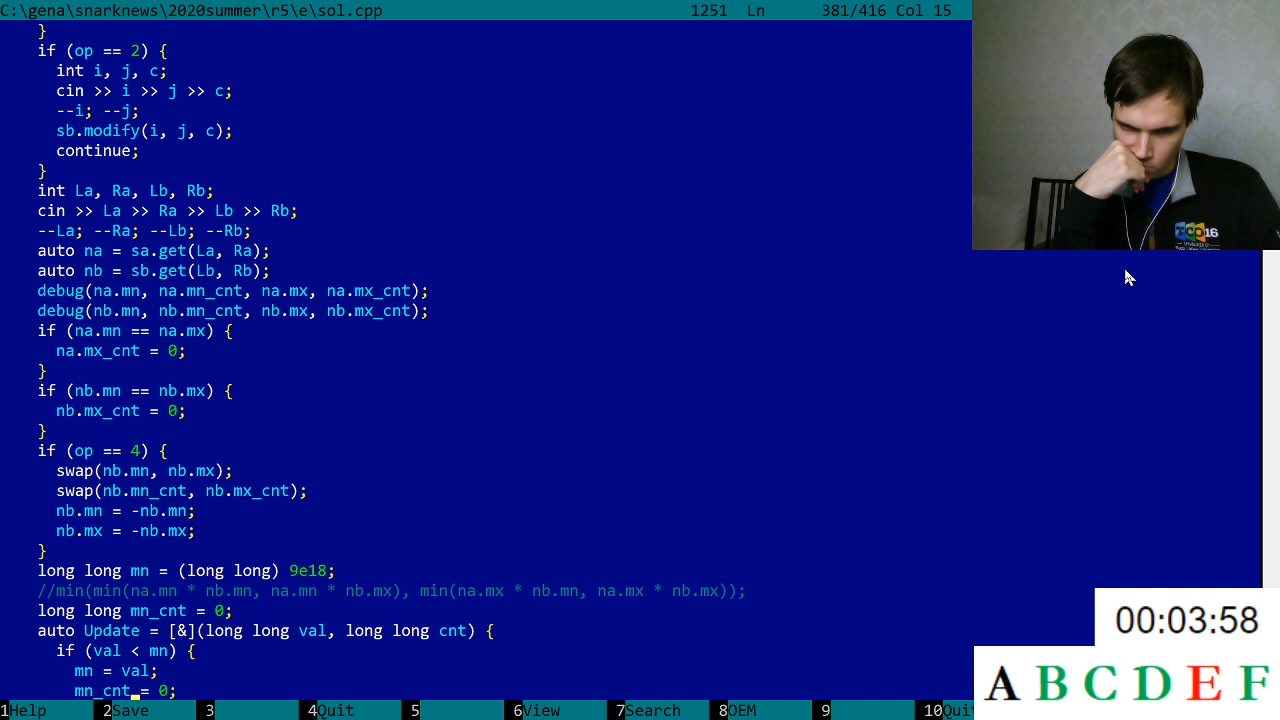 C:\gena\snarknews\2020summer\r5\e\sol.cpp 1251 Ln 381/416 Col 15
}
if (op == 2) {
int i, j, c;
cin >> i >> j >> c;
--i; --j;
sb.modify(i, j, c);
continue;
}
int La, Ra, Lb, Rb;
cin >> La >> Ra >> Lb >> Rb;
--La; --Ra; --Lb; --Rb;
auto na = sa.get(La, Ra);
auto nb = sb.get(Lb, Rb);
debug(na.mn, na.mn_cnt, na.mx, na.mx_cnt);
debug(nb.mn, nb.mn_cnt, nb.mx, nb.mx_cnt);
if (na.mn == na.mx) {
na.mx_cnt = 0;
}
if (nb.mn == nb.mx) {
nb.mx_cnt = 0;
}
if (op == 4) {
swap(nb.mn, nb.mx);
swap(nb.mn_cnt, nb.mx_cnt);
nb.mn = -nb.mn;
nb.mx = -nb.mx;
}
long long mn = (long long) 9e18;
//min(min(na.mn * nb.mn, na.mn * nb.mx), min(na.mx * nb.mn, na.mx * nb.mx));
long long mn_cnt = 0;
auto Update = [&](long long val, long long cnt) {
if (val < mn) {
mn = val;
mn_cnt = 0;
1Help 2Save 3 4Quit 5 6View 7Search 8OEM 9 10Qui
TCO16
00:03:58
A B C D E F